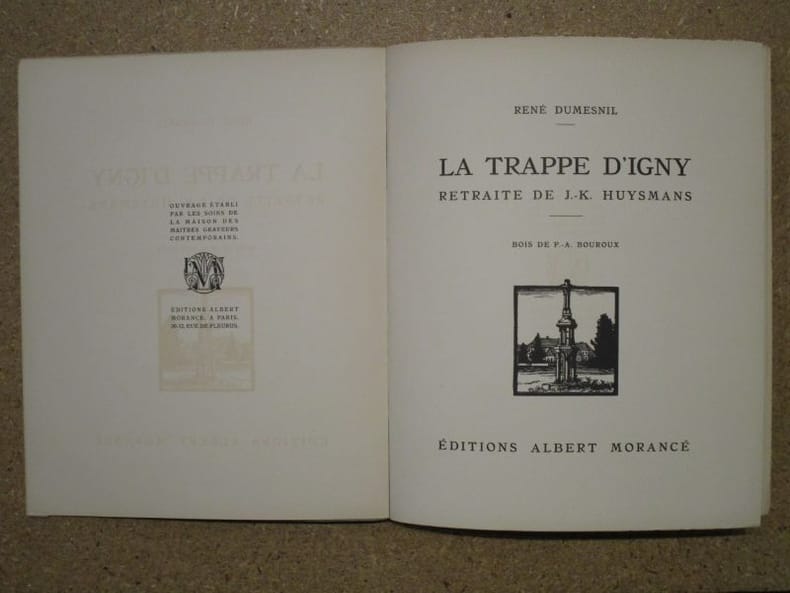 OUVRAGE ÉTABLI
PAR LES SOINS DE
LA MAISON DES
MAITRES GRAVEURS
CONTEMPORAINS.
ÉDITIONS ALBERT
MORANCÉ, A PARIS,
30-32, RUE DE FLEURUS.
RENÉ DUMESNIL
LA TRAPPE D'IGNY
RETRAITE DE J.-K. HUYSMANS
BOIS DE P.-A. BOUROUX
ÉDITIONS ALBERT MORANCÉ